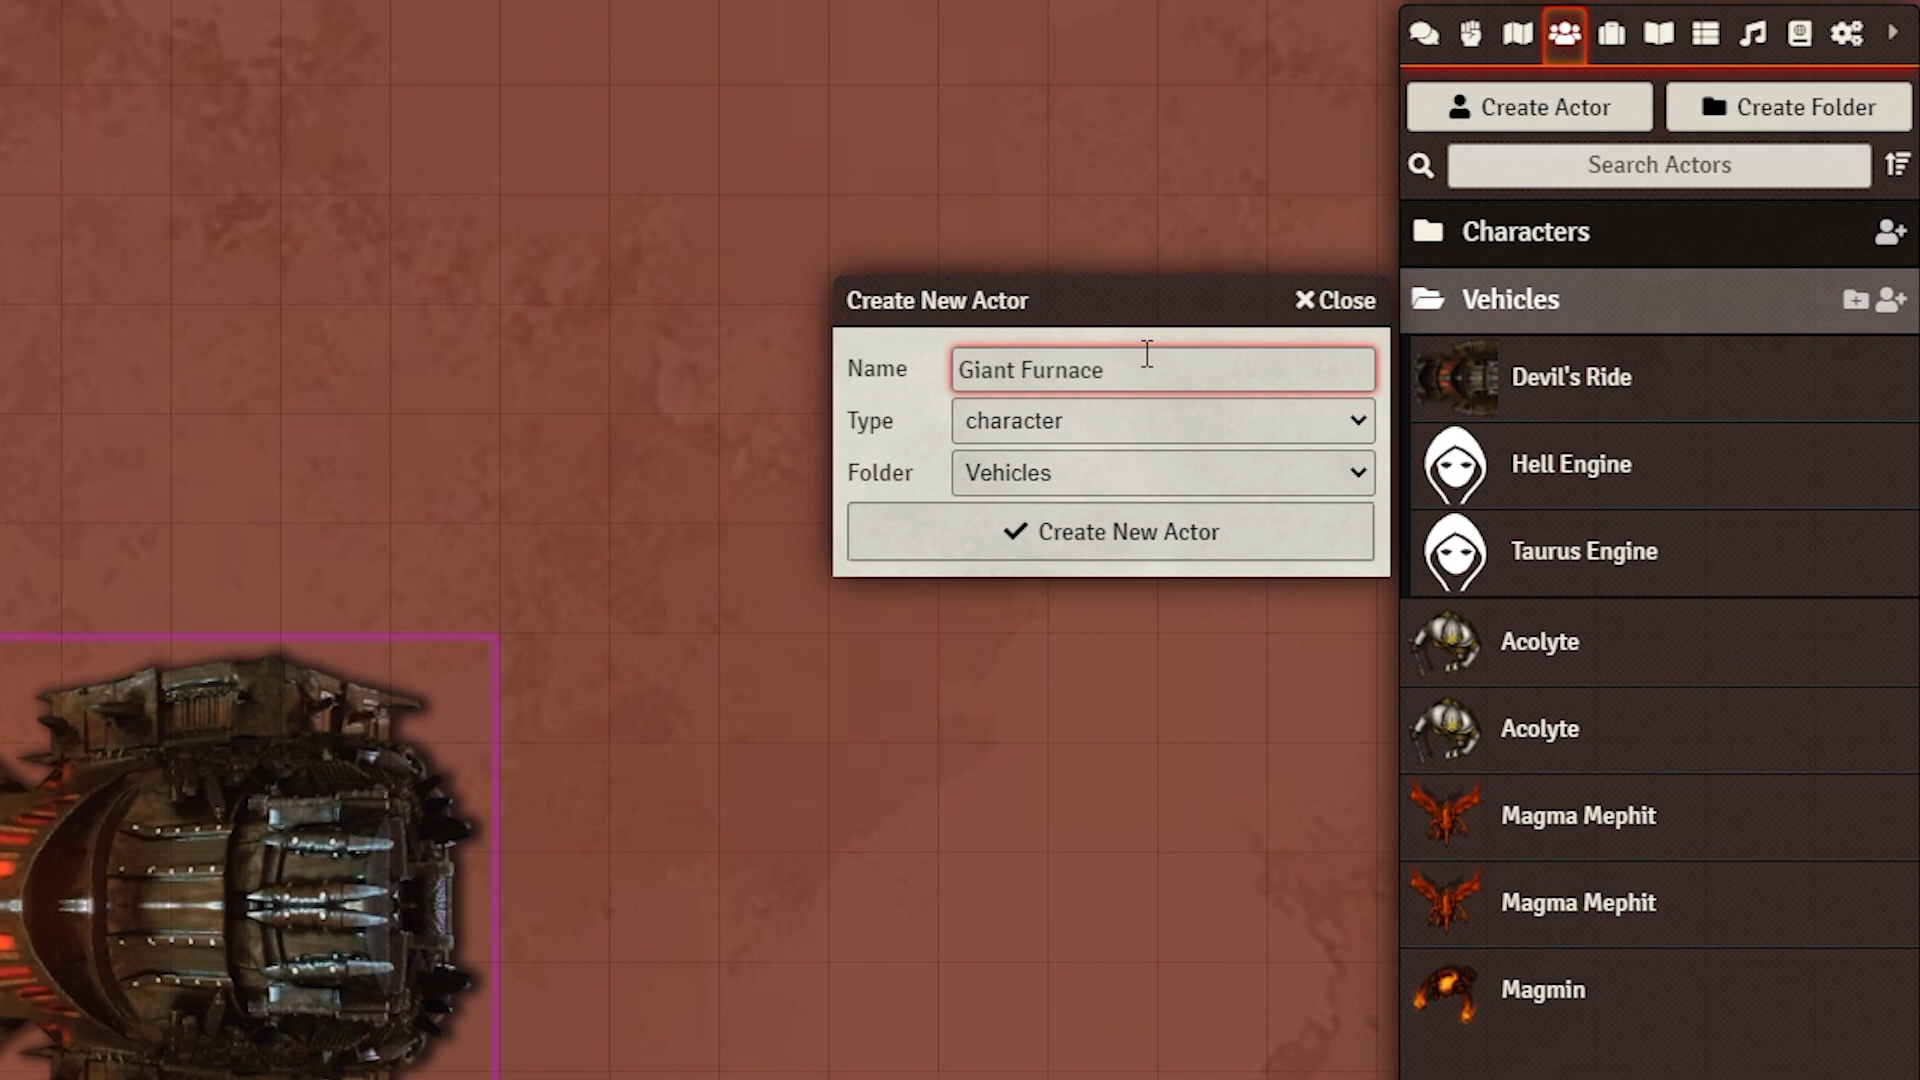 Create Actor
Create Folder
Search Actors
Characters
Vehicles
Devil's Ride
Hell Engine
Taurus Engine
Acolyte
Acolyte
Magma Mephit
Magma Mephit
Magmin
Create New Actor
Close
Name
Giant Furnace
Type
character
Folder
Vehicles
Create New Actor